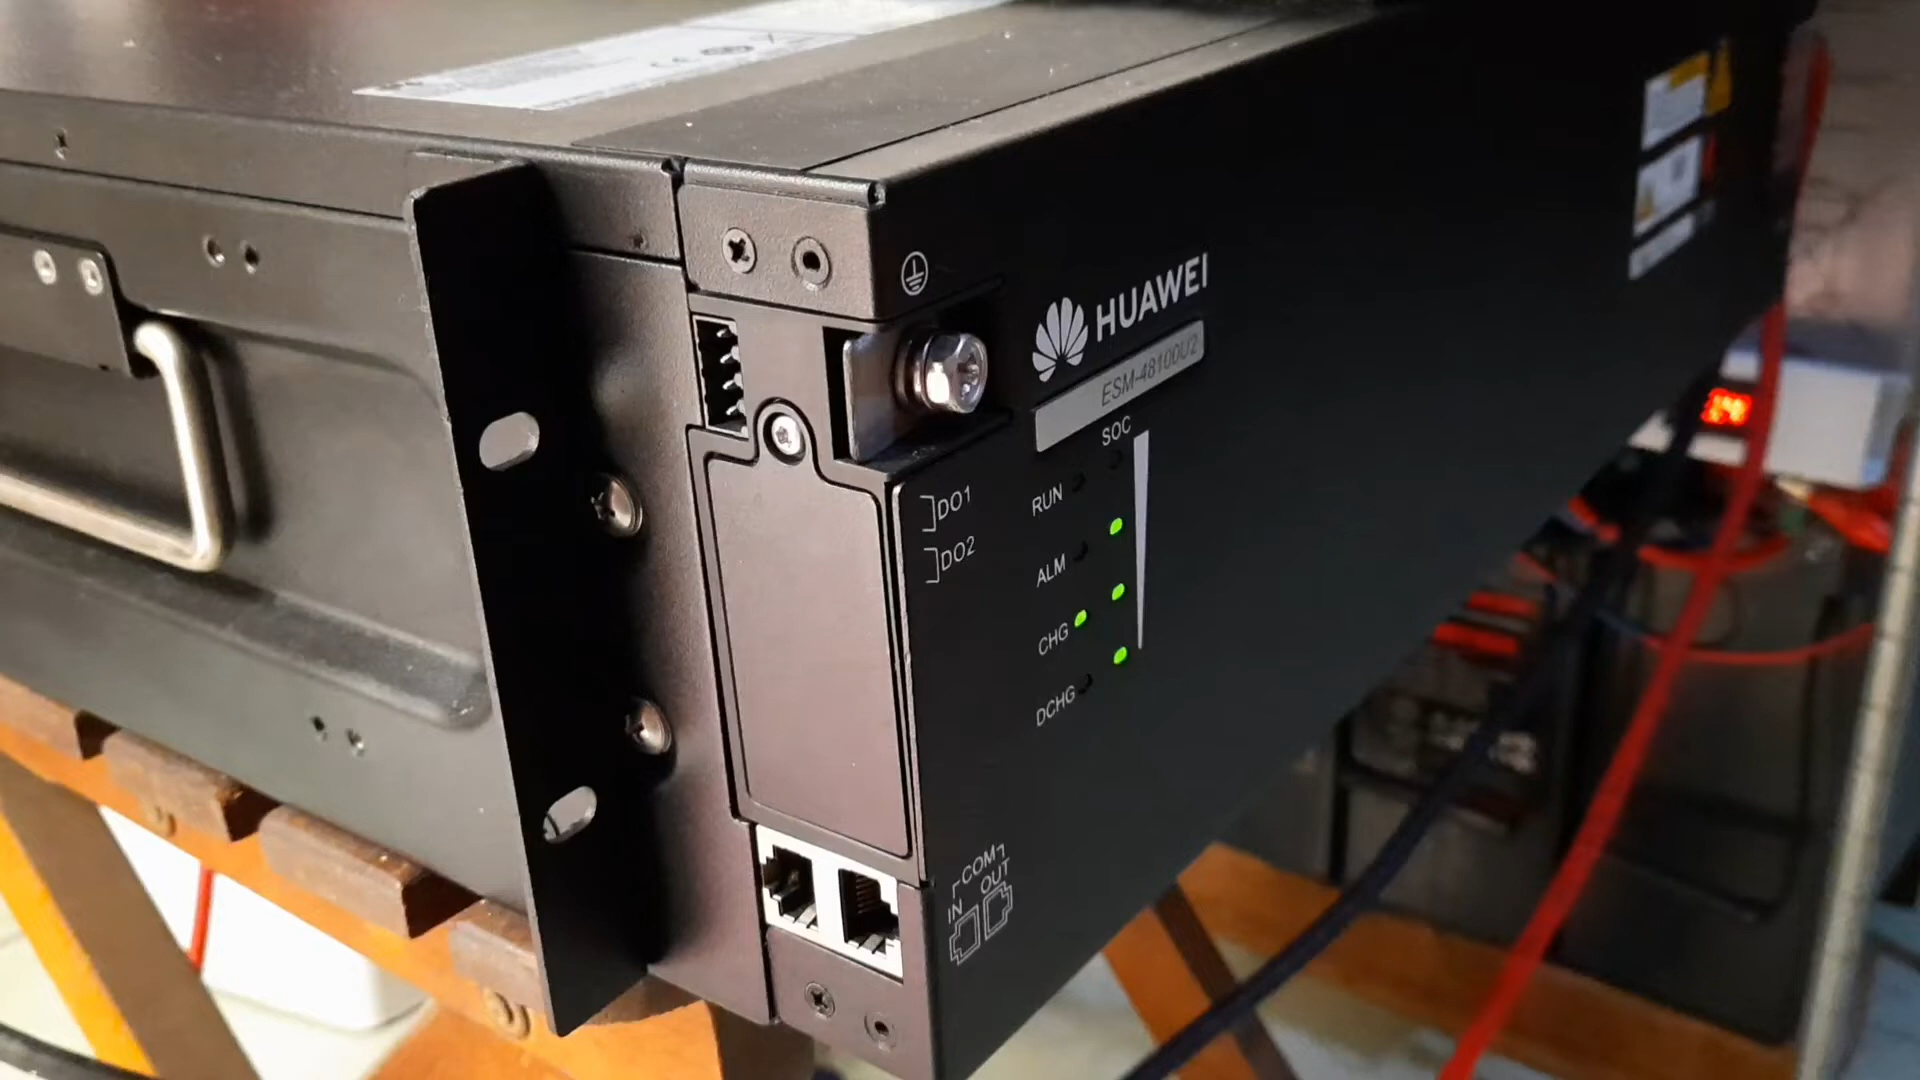 HUAWEI
ESM-48100U2
SOC
RUN
ALM
CHG
DCHG
DO1
DO2
COM
IN OUT